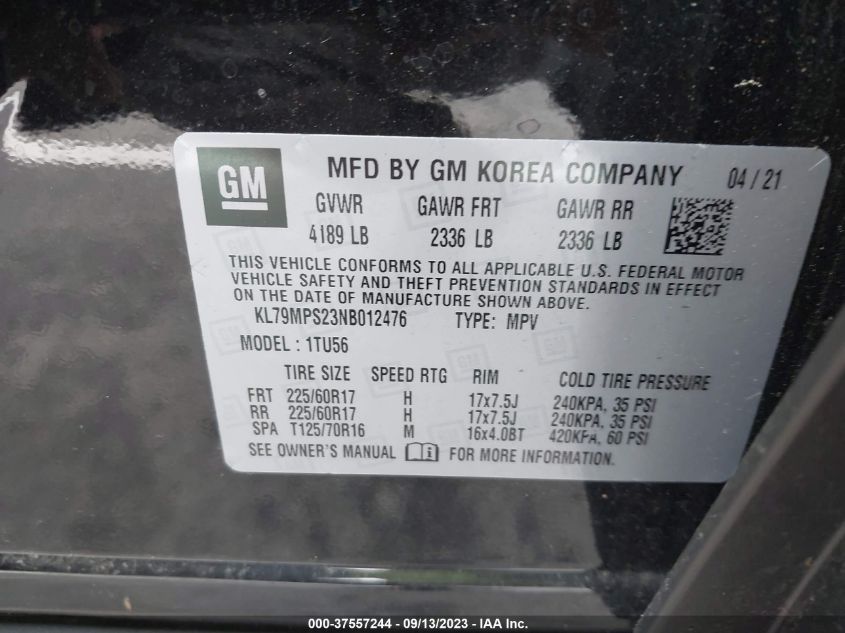 GM
MFD BY GM KOREA COMPANY 04 / 21
GVWR GAWR FRT GAWR RR
4189 LB 2336 LB 2336 LB
THIS VEHICLE CONFORMS TO ALL APPLICABLE U.S. FEDERAL MOTOR
VEHICLE SAFETY AND THEFT PREVENTION STANDARDS IN EFFECT
ON THE DATE OF MANUFACTURE SHOWN ABOVE.
KL79MPS23NB012476 TYPE: MPV
MODEL : 1TU56
TIRE SIZE SPEED RTG RIM COLD TIRE PRESSURE
FRT 225/60R17 H 17x7.5J 240KPA, 35 PSI
RR 225/60R17 H 17x7.5J 240KPA, 35 PSI
SPA T125/70R16 M 16x4.0BT 420KPA, 60 PSI
SEE OWNER'S MANUAL FOR MORE INFORMATION.
000-37557244 - 09/13/2023 - IAA Inc.